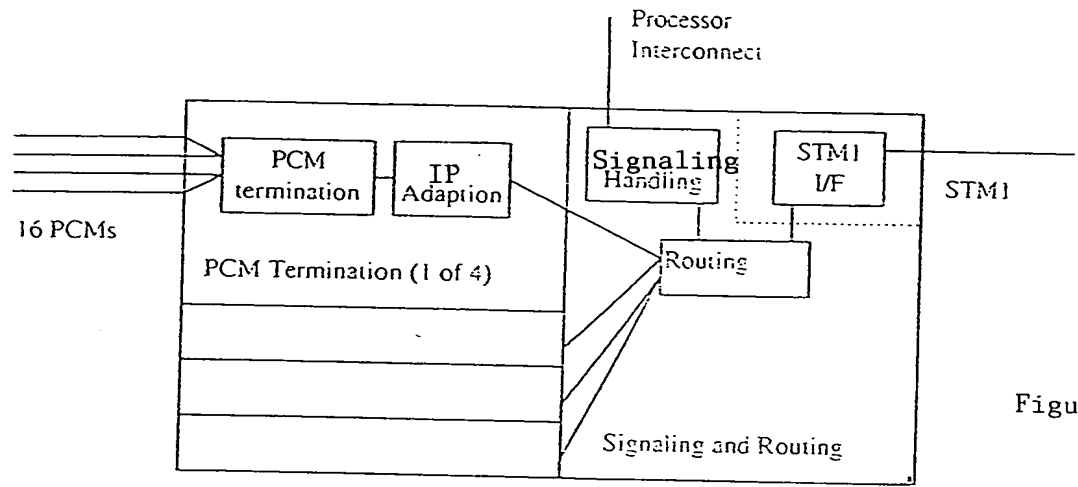 Processor
Interconnect
PCM
termination
IP
Adaption
Signaling
Handling
STM1
I/F
STM1
16 PCMs
Routing
PCM Termination (1 of 4)
Signaling and Routing
Figu